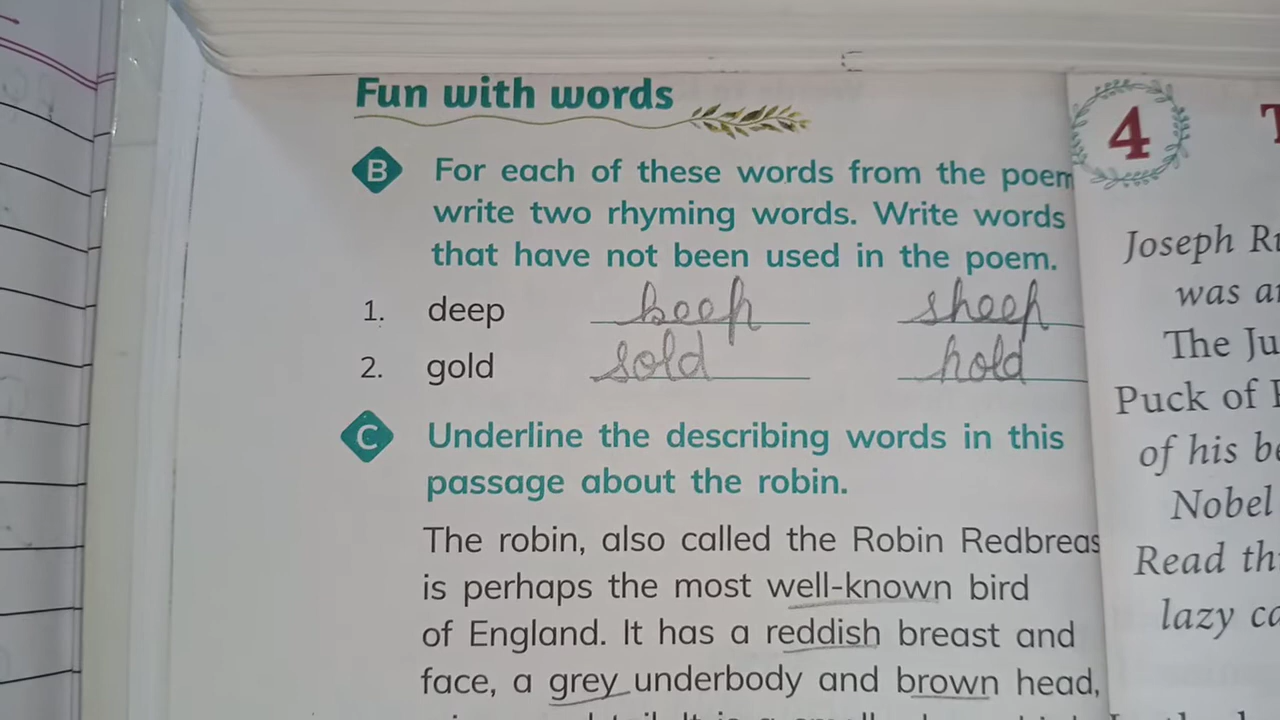 Fun with words
B For each of these words from the poem
write two rhyming words. Write words
that have not been used in the poem.
1. deep beep sheep
2. gold sold hold
C Underline the describing words in this
passage about the robin.
The robin, also called the Robin Redbreas
is perhaps the most well-known bird
of England. It has a reddish breast and
face, a grey underbody and brown head,
4
Joseph
was
The
Puck of
of his
Nobel
Read
lazy